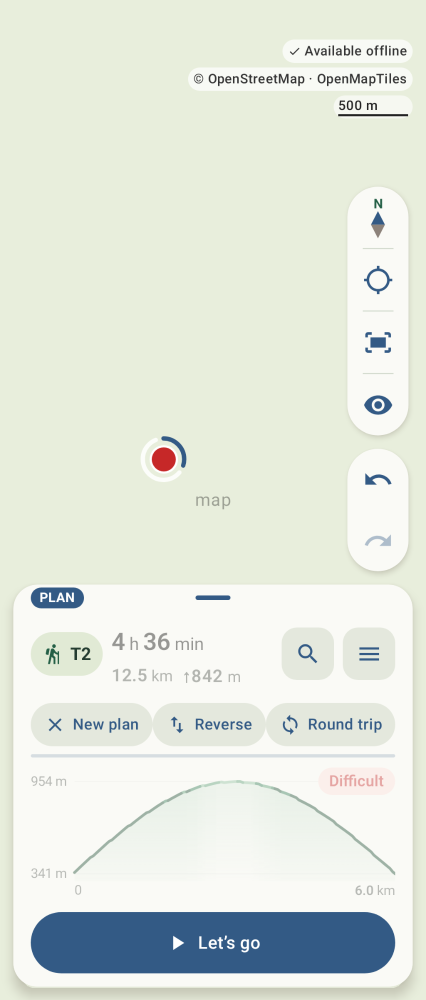 Available offline
© OpenStreetMap · OpenMapTiles
500 m
N
map
PLAN
T2
4 h 36 min
12.5 km ↑842 m
New plan
Reverse
Round trip
954 m
Difficult
341 m
0
6.0 km
Let’s go